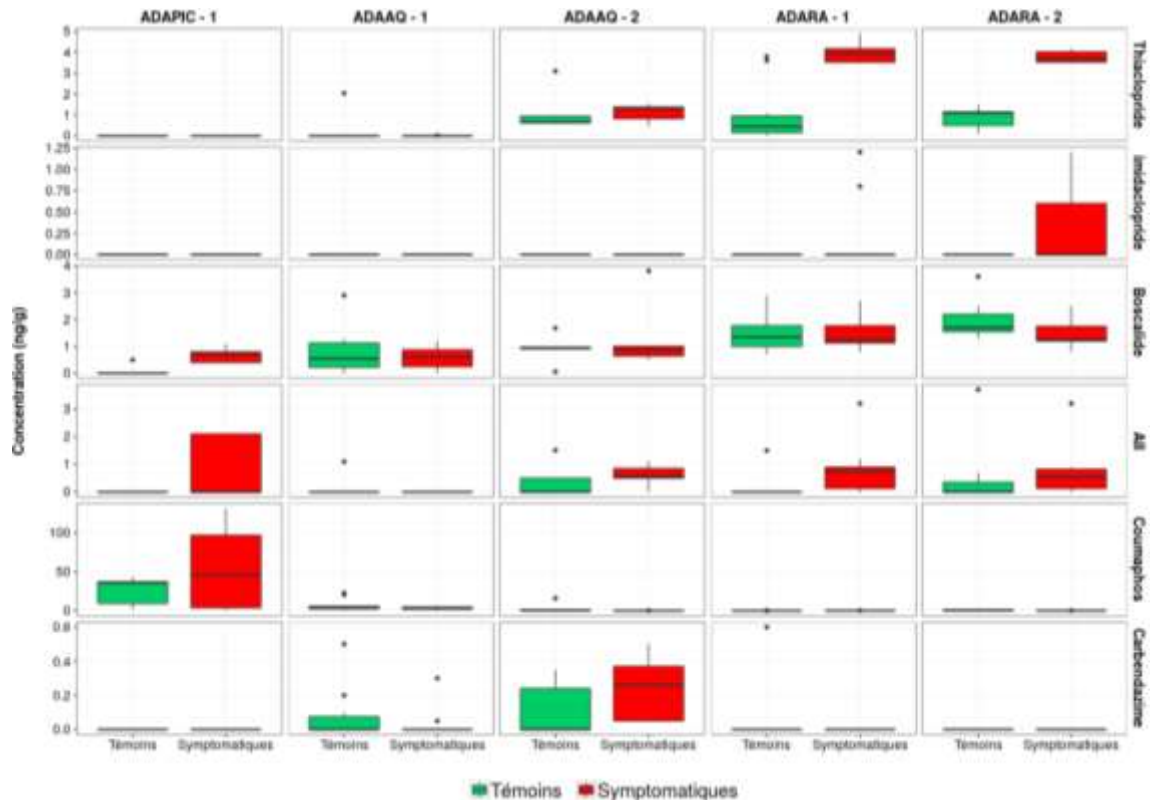 ADAPIC - 1 ADAAQ - 1 ADAAQ - 2 ADARA - 1 ADARA - 2
Concentration (ng/g)
5
4
3
2
1
0
Thiaclopride
1.25
1.00
0.75
0.50
0.25
0.00
imidaclopride
4
3
2
1
0
Boscalide
3
2
1
0
All
100
50
0
Coumaphos
0.6
0.4
0.2
0.0
Carbendazime
Témoins Symptomatiques Témoins Symptomatiques Témoins Symptomatiques Témoins Symptomatiques Témoins Symptomatiques
Témoins Symptomatiques